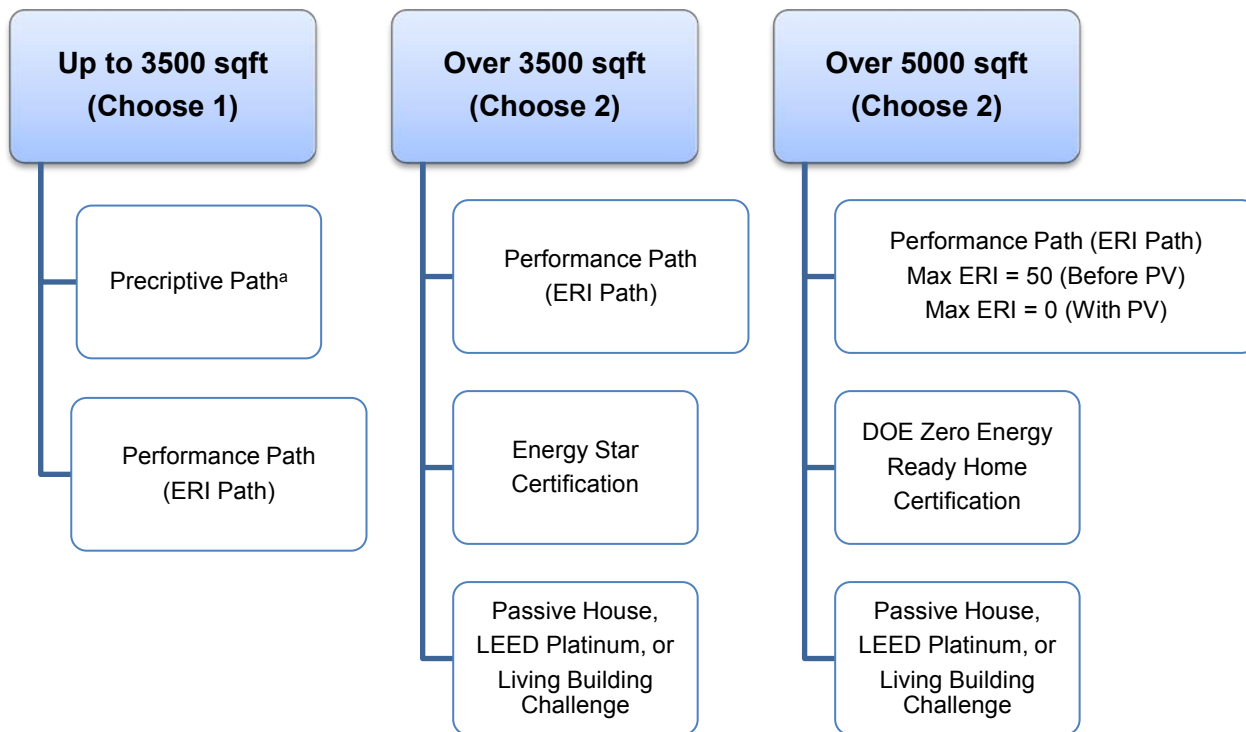 Up to 3500 sqft
(Choose 1)
Precriptive Pathᵃ
Performance Path
(ERI Path)
Over 3500 sqft
(Choose 2)
Performance Path
(ERI Path)
Energy Star
Certification
Passive House,
LEED Platinum, or
Living Building
Challenge
Over 5000 sqft
(Choose 2)
Performance Path (ERI Path)
Max ERI = 50 (Before PV)
Max ERI = 0 (With PV)
DOE Zero Energy
Ready Home
Certification
Passive House,
LEED Platinum, or
Living Building
Challenge